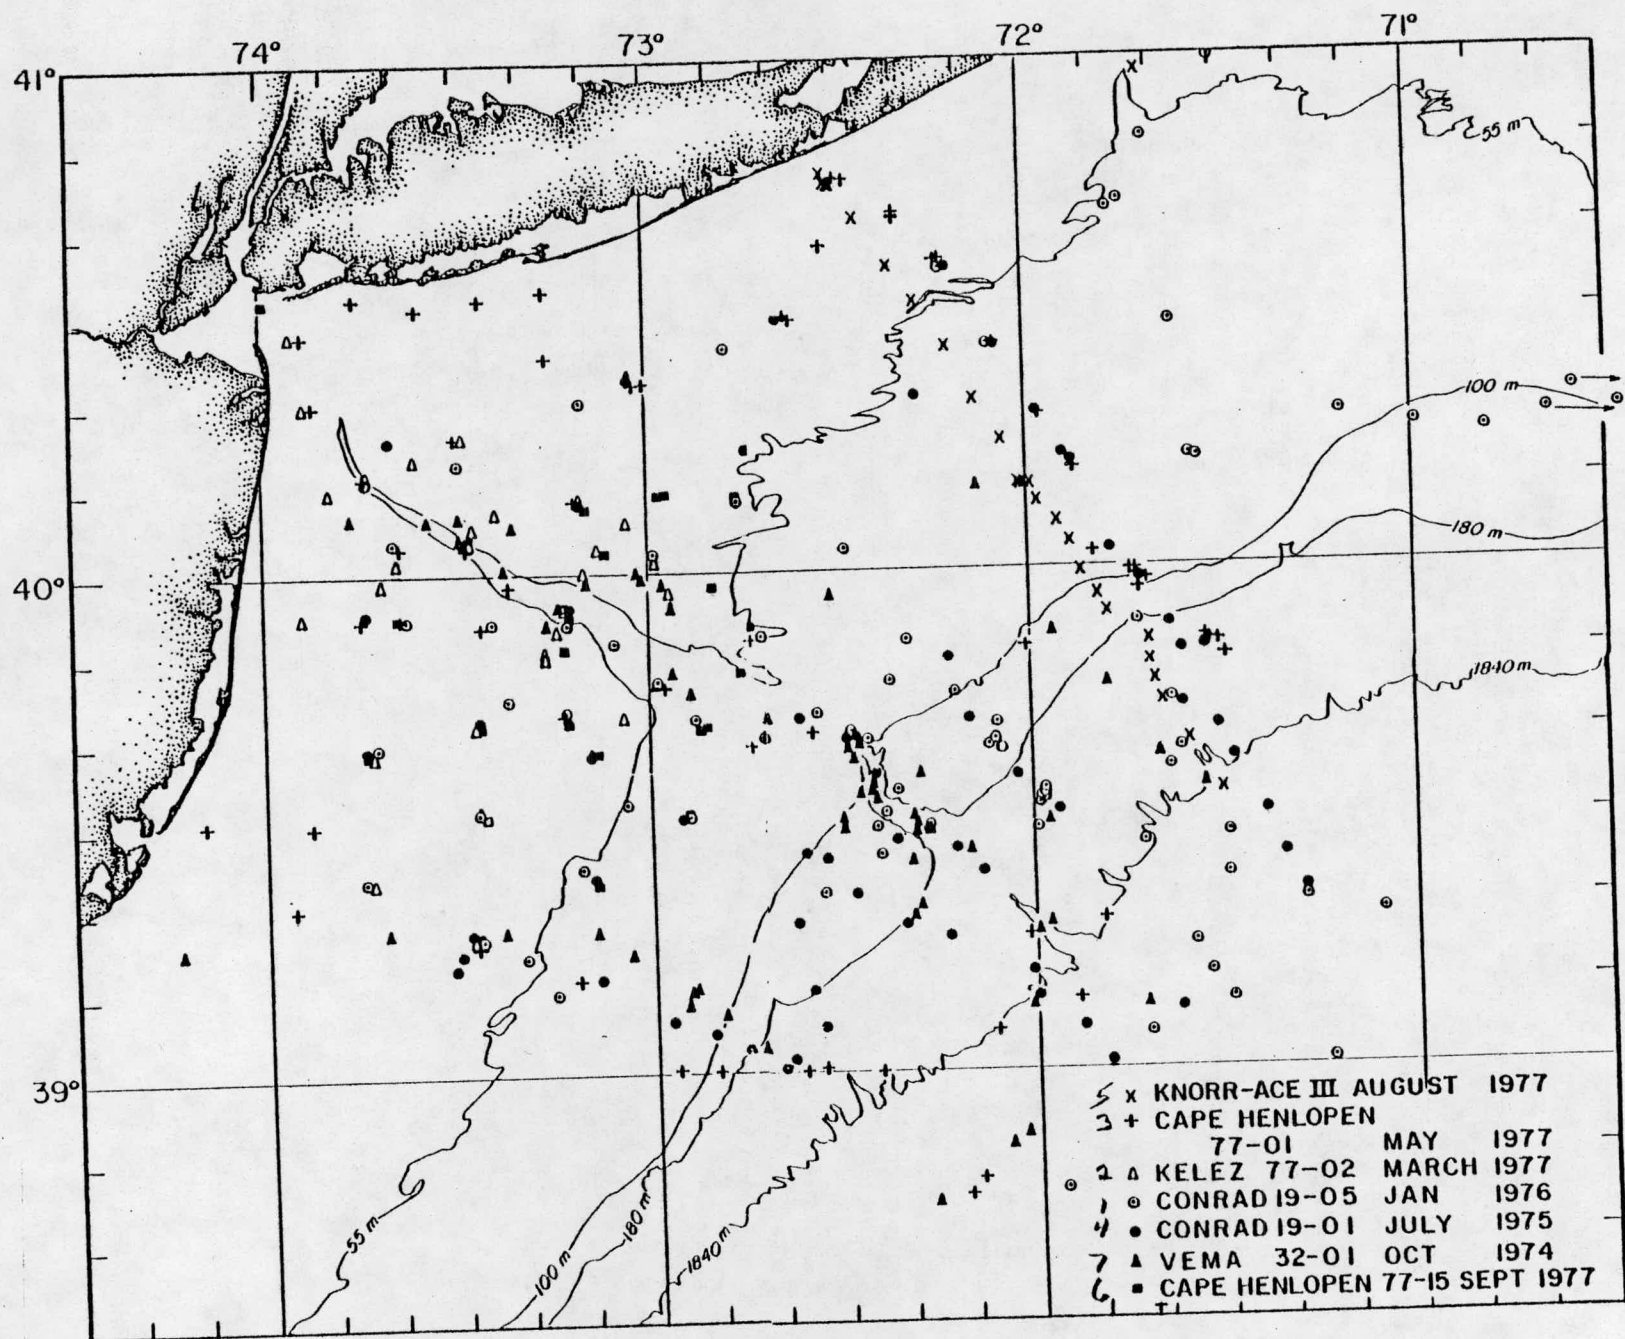 74° 73° 72° 71°
41°
55 m
100 m
180 m
40°
1840 m
39°
5 x KNORR-ACE III AUGUST 1977
3 + CAPE HENLOPEN
77-01 MAY 1977
2 △ KELEZ 77-02 MARCH 1977
1 ⊙ CONRAD 19-05 JAN 1976
4 ● CONRAD 19-01 JULY 1975
7 ▲ VEMA 32-01 OCT 1974
6 ■ CAPE HENLOPEN 77-15 SEPT 1977
55 m
100 m
180 m
1840 m